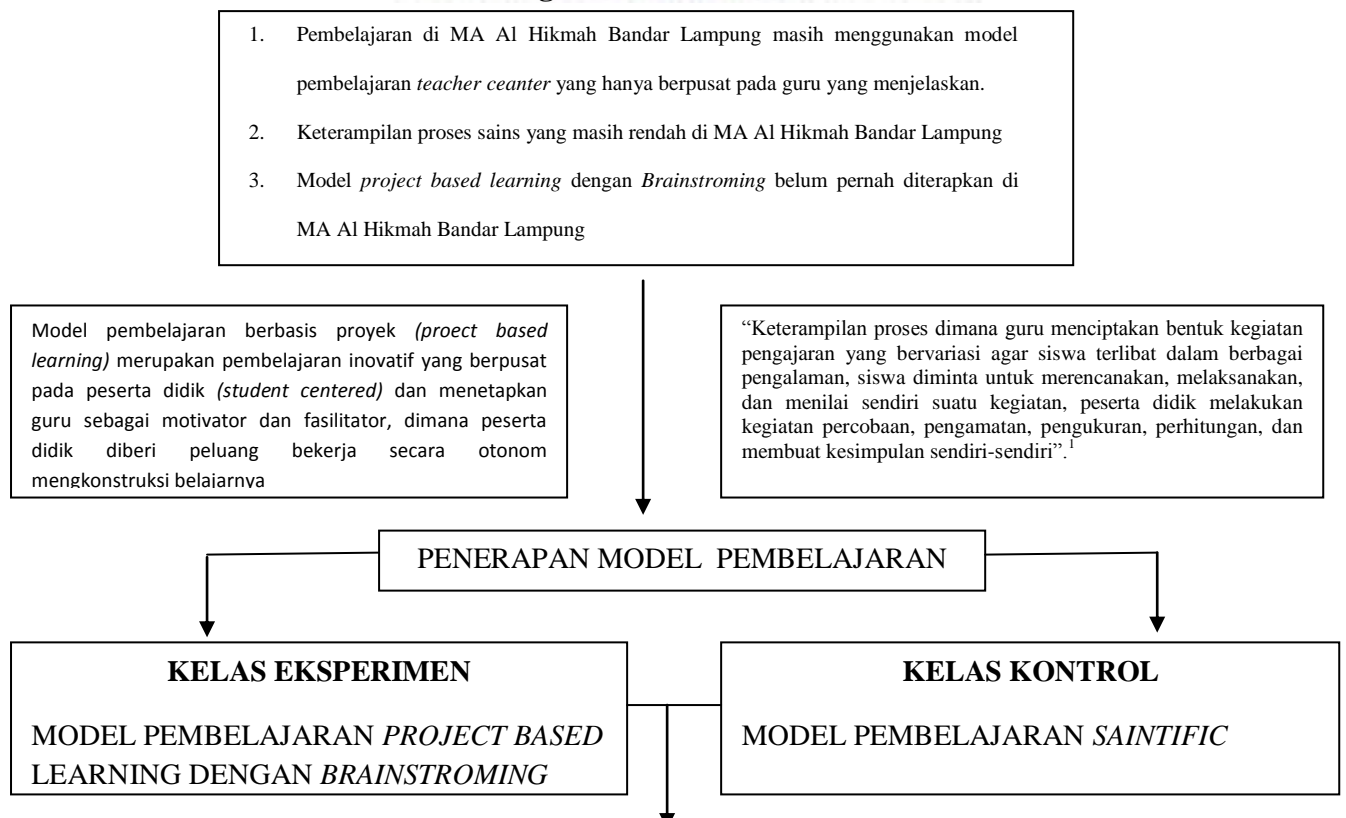 1. Pembelajaran di MA Al Hikmah Bandar Lampung masih menggunakan model
pembelajaran teacher ceanter yang hanya berpusat pada guru yang menjelaskan.
2. Keterampilan proses sains yang masih rendah di MA Al Hikmah Bandar Lampung
3. Model project based learning dengan Brainstroming belum pernah diterapkan di
MA Al Hikmah Bandar Lampung
Model pembelajaran berbasis proyek (proect based
learning) merupakan pembelajaran inovatif yang berpusat
pada peserta didik (student centered) dan menetapkan
guru sebagai motivator dan fasilitator, dimana peserta
didik diberi peluang bekerja secara otonom
mengkonstruksi belajarnya
“Keterampilan proses dimana guru menciptakan bentuk kegiatan
pengajaran yang bervariasi agar siswa terlibat dalam berbagai
pengalaman, siswa diminta untuk merencanakan, melaksanakan,
dan menilai sendiri suatu kegiatan, peserta didik melakukan
kegiatan percobaan, pengamatan, pengukuran, perhitungan, dan
membuat kesimpulan sendiri-sendiri”.¹
PENERAPAN MODEL PEMBELAJARAN
KELAS EKSPERIMEN
MODEL PEMBELAJARAN PROJECT BASED
LEARNING DENGAN BRAINSTROMING
KELAS KONTROL
MODEL PEMBELAJARAN SAINTIFIC